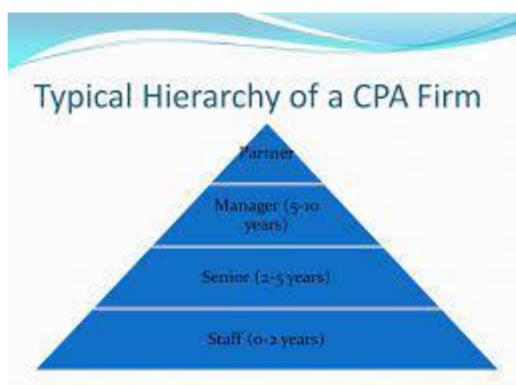 Typical Hierarchy of a CPA Firm
Partner
Manager (5-10
years)
Senior (2-5 years)
Staff (0-2 years)